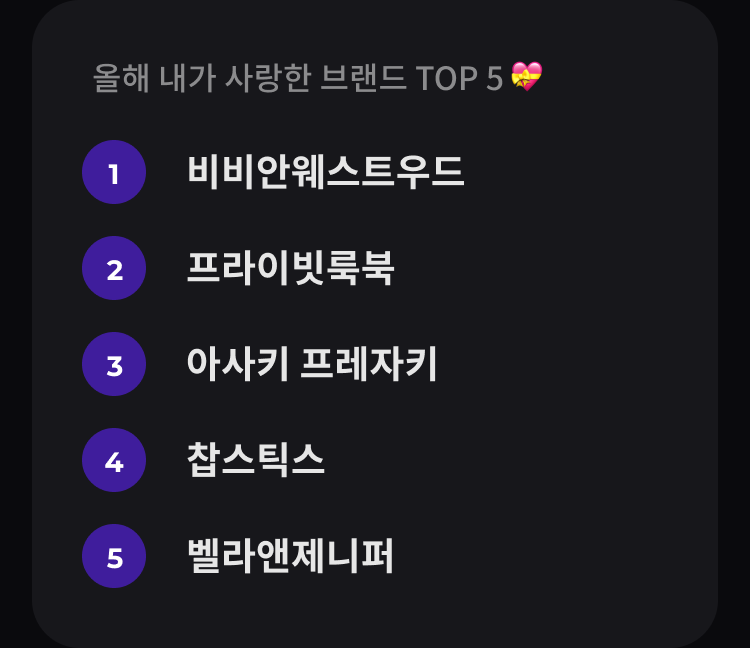 올해 내가 사랑한 브랜드 TOP 5 💝
1 비비안웨스트우드
2 프라이빗룩북
3 아사키 프레자키
4 찹스틱스
5 벨라앤제니퍼